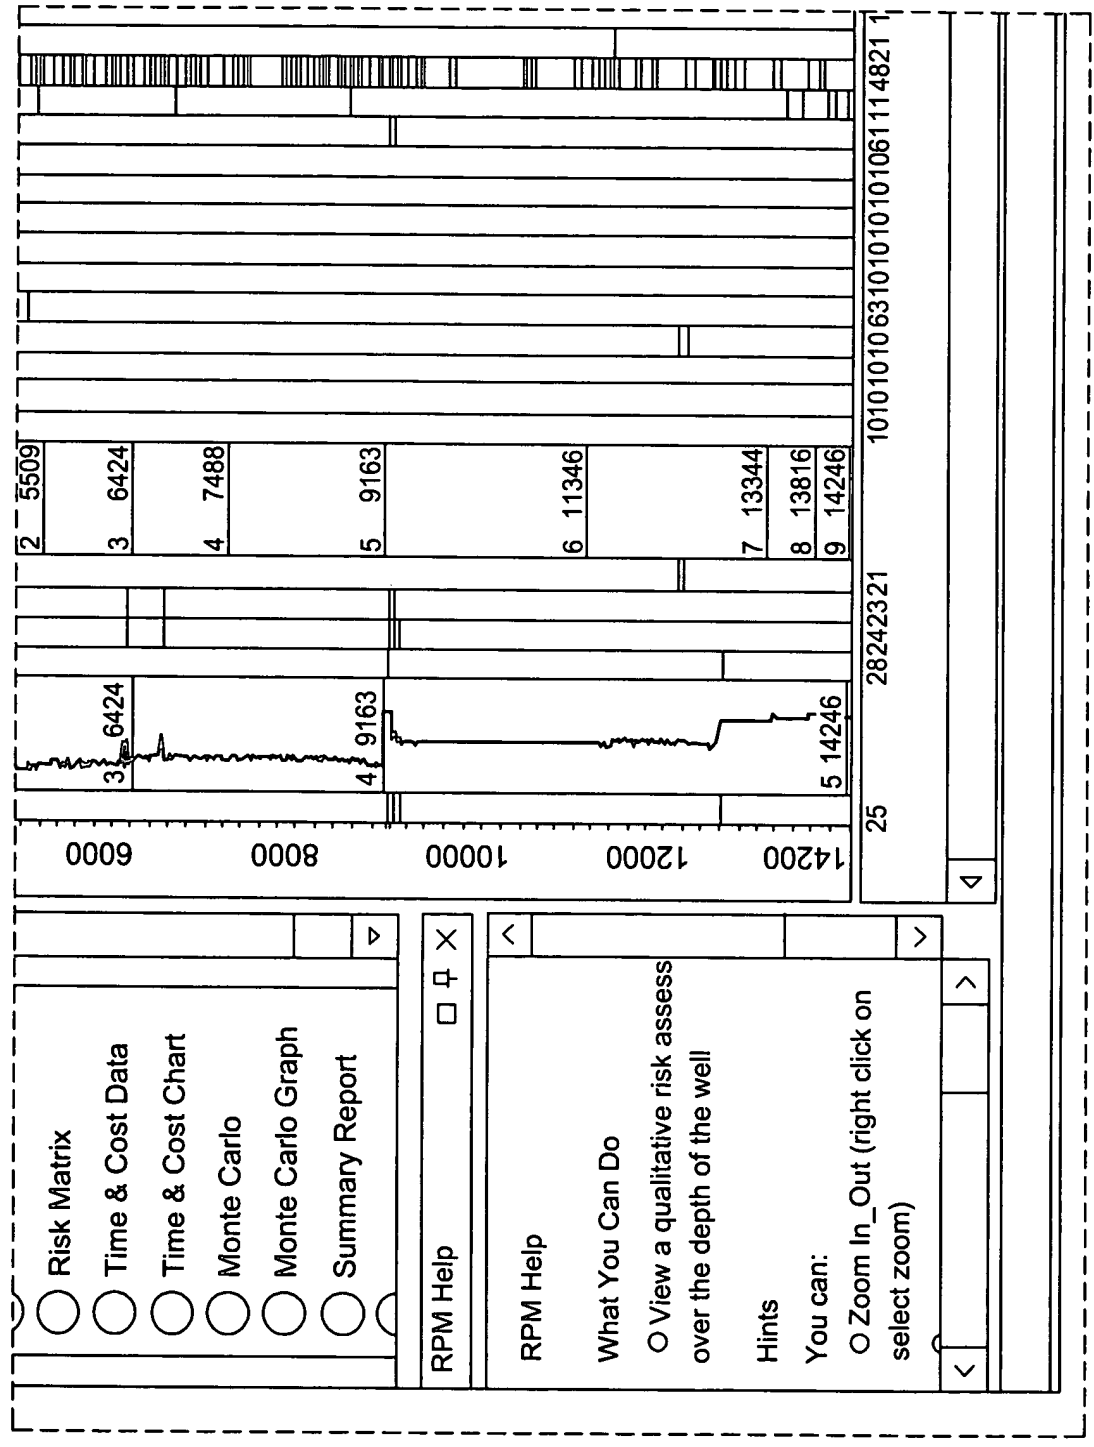 Risk Matrix
Time & Cost Data
Time & Cost Chart
Monte Carlo
Monte Carlo Graph
Summary Report
RPM Help
RPM Help
What You Can Do
View a qualitative risk assess
over the depth of the well
Hints
You can:
Zoom In_Out (right click on
select zoom)
6000
8000
10000
12000
14200
3 6424
4 9163
5 14246
2 5509
3 6424
4 7488
5 9163
6 11346
7 13344
8 13816
9 14246
25
28242321